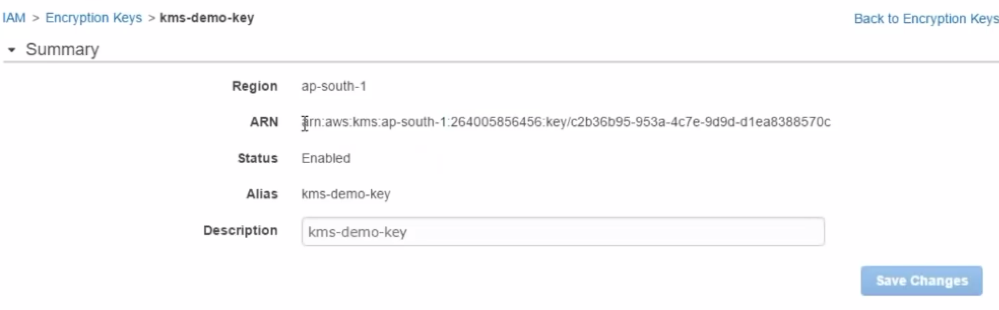 IAM > Encryption Keys > kms-demo-key
Back to Encryption Keys
Summary
Region ap-south-1
ARN arn:aws:kms:ap-south-1:264005856456:key/c2b36b95-953a-4c7e-9d9d-d1ea8388570c
Status Enabled
Alias kms-demo-key
Description kms-demo-key
Save Changes